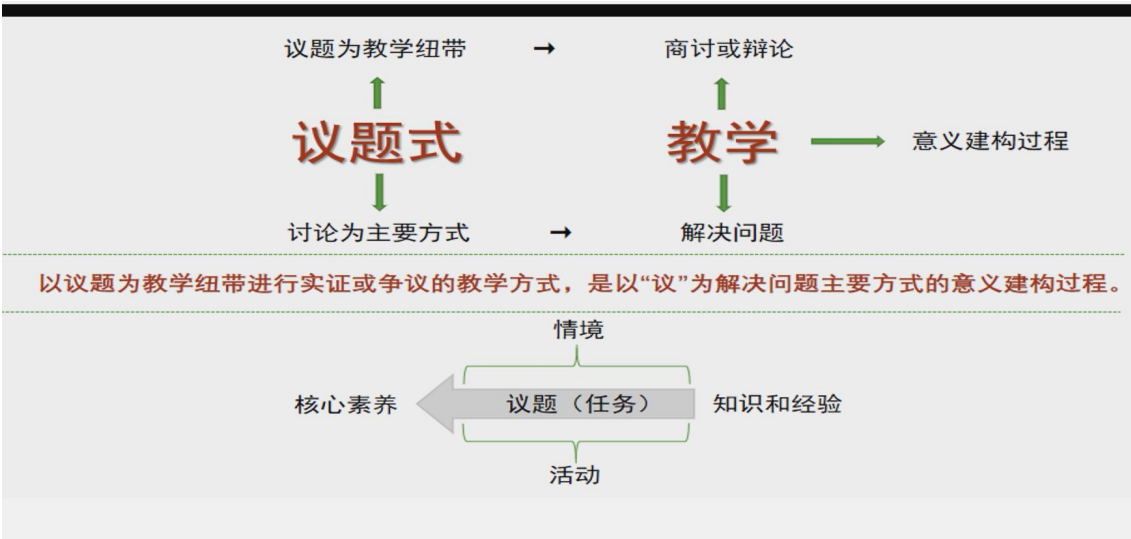 议题为教学纽带 → 商讨或辩论
议题式 教学 意义建构过程
讨论为主要方式 → 解决问题
以议题为教学纽带进行实证或争议的教学方式，是以“议”为解决问题主要方式的意义建构过程。
情境
核心素养 议题（任务） 知识和经验
活动